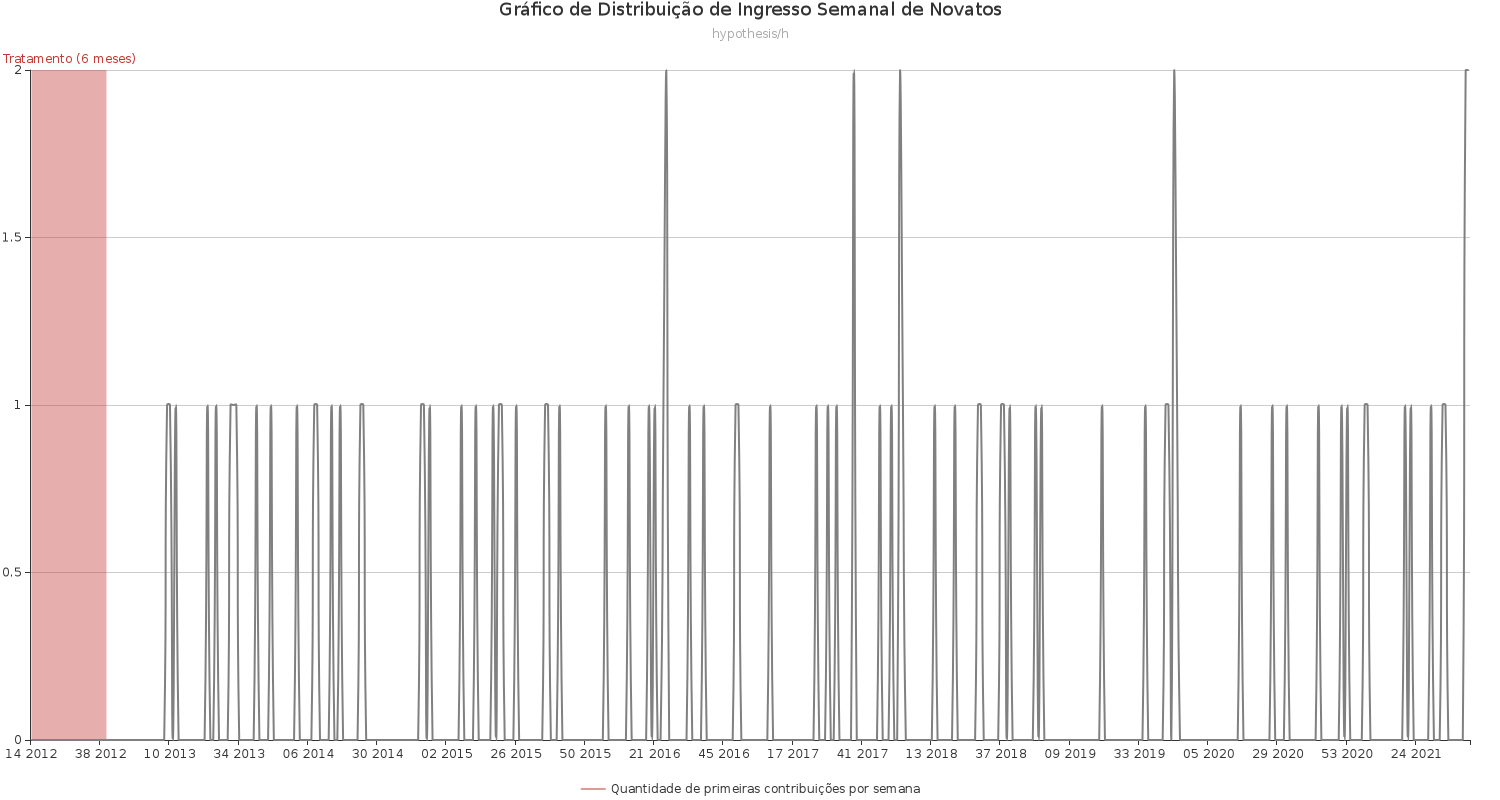 Gráfico de Distribuição de Ingresso Semanal de Novatos
hypothesis/h
Tratamento (6 meses)
2
1.5
1
0.5
0
14 2012 38 2012 10 2013 34 2013 06 2014 30 2014 02 2015 26 2015 50 2015 21 2016 45 2016 17 2017 41 2017 13 2018 37 2018 09 2019 33 2019 05 2020 29 2020 53 2020 24 2021
Quantidade de primeiras contribuições por semana